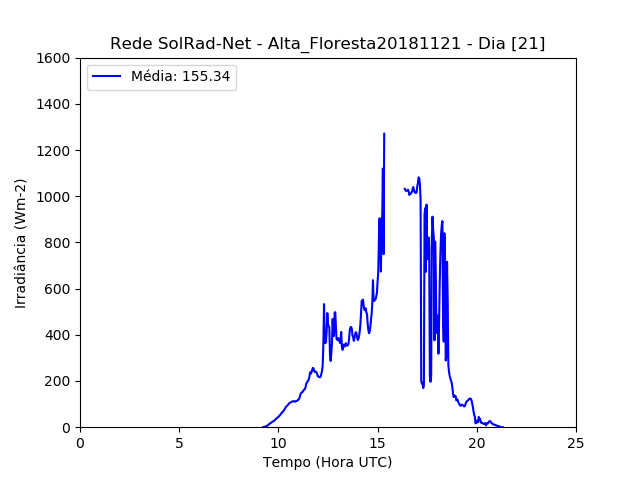 Rede SolRad-Net - Alta_Floresta20181121 - Dia [21]
Média: 155.34
1600
1400
1200
1000
800
600
400
200
0
Irradiância (Wm-2)
0 5 10 15 20 25
Tempo (Hora UTC)